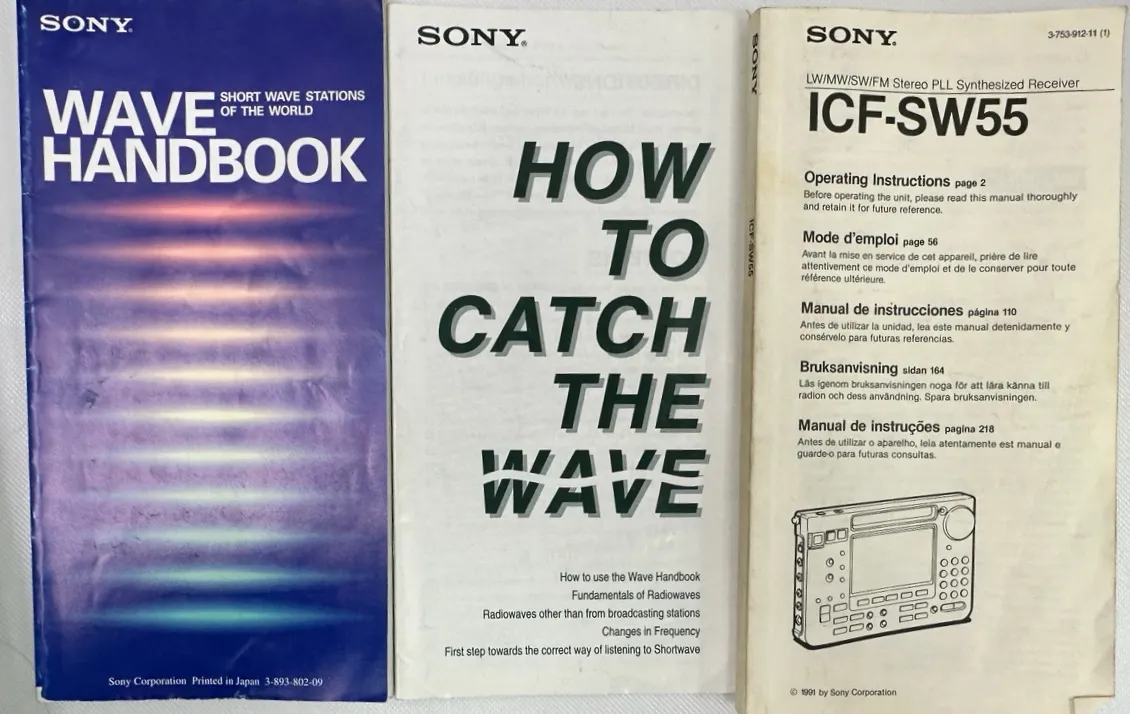 SONY®
WAVE SHORT WAVE STATIONS
OF THE WORLD
HANDBOOK
Sony Corporation Printed in Japan 3-893-802-09
SONY®
HOW
TO
CATCH
THE
WAVE
How to use the Wave Handbook
Fundamentals of Radiowaves
Radiowaves other than from broadcasting stations
Changes in Frequency
First step towards the correct way of listening to Shortwave
SONY
ICF-SW55
SONY®
3-753-912-11 (1)
LW/MW/SW/FM Stereo PLL Synthesized Receiver
ICF-SW55
Operating Instructions page 2
Before operating the unit, please read this manual thoroughly
and retain it for future reference.
Mode d'emploi page 56
Avant la mise en service de cet appareil, prière de lire
attentivement ce mode d'emploi et de le conserver pour toute
référence ultérieure.
Manual de instrucciones página 110
Antes de utilizar la unidad, lea este manual detenidamente y
consérvelo para futuras referencias.
Bruksanvisning sidan 164
Läs igenom bruksanvisningen noga för att lära känna till
radion och dess användning. Spara bruksanvisningen.
Manual de instruções pagina 218
Antes de utilizar o aparelho, leia atentamente est manual e
guarde-o para futuras consultas.
© 1991 by Sony Corporation